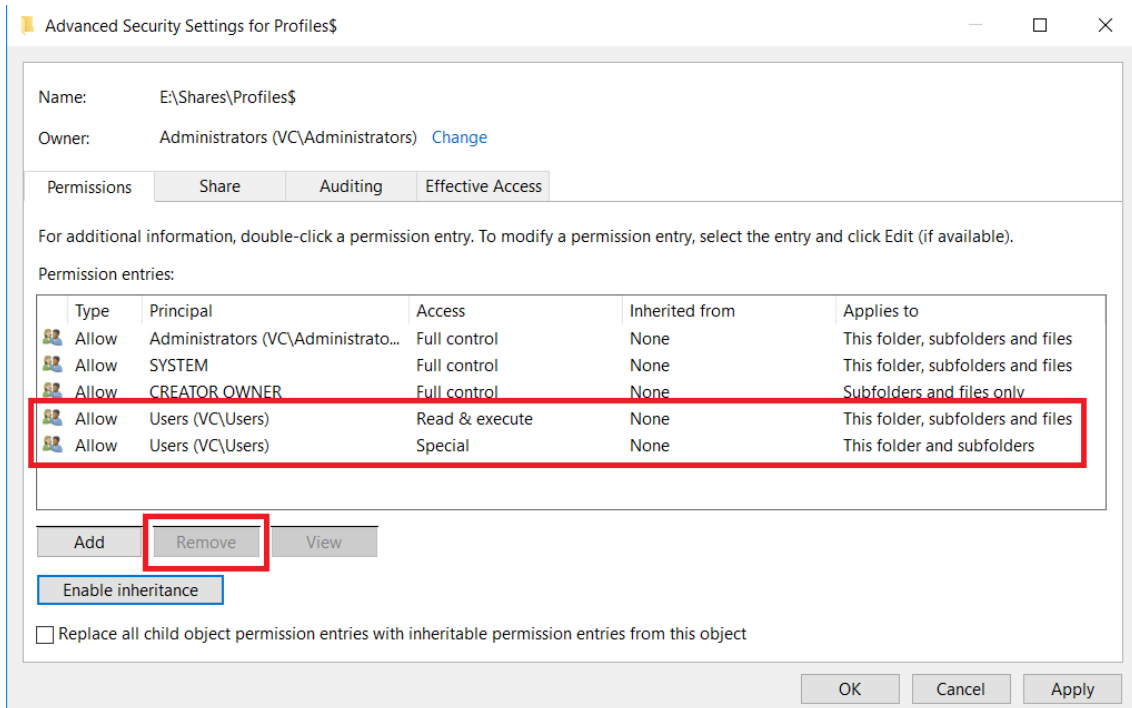 Advanced Security Settings for Profiles$
Name: E:\Shares\Profiles$
Owner: Administrators (VC\Administrators) Change
Permissions Share Auditing Effective Access
For additional information, double-click a permission entry. To modify a permission entry, select the entry and click Edit (if available).
Permission entries:
Type Principal Access Inherited from Applies to
Allow Administrators (VC\Administrato... Full control None This folder, subfolders and files
Allow SYSTEM Full control None This folder, subfolders and files
Allow CREATOR OWNER Full control None Subfolders and files only
Allow Users (VC\Users) Read & execute None This folder, subfolders and files
Allow Users (VC\Users) Special None This folder and subfolders
Add Remove View
Enable inheritance
Replace all child object permission entries with inheritable permission entries from this object
OK Cancel Apply